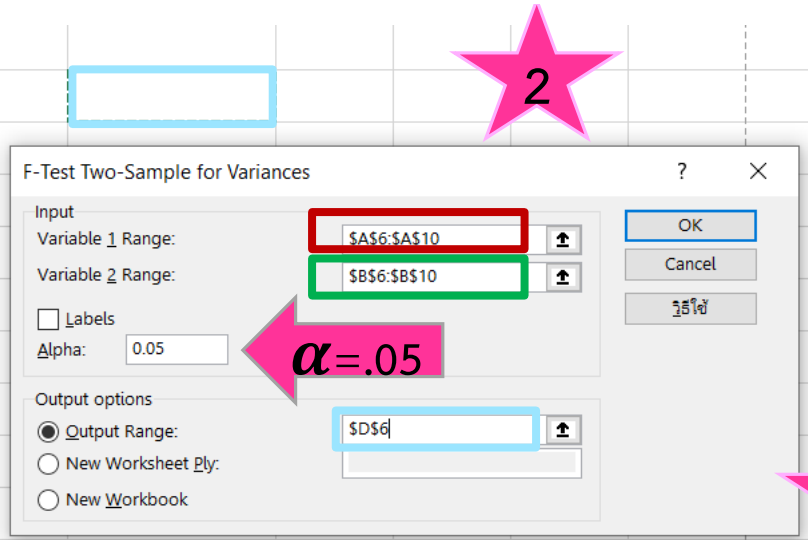 2
F-Test Two-Sample for Variances
?
Input
Variable 1 Range:
$A$6:$A$10
OK
Variable 2 Range:
$B$6:$B$10
Cancel
Labels
วิธีใช้
Alpha:
0.05
α=.05
Output options
Output Range:
$D$6
New Worksheet Ply:
New Workbook